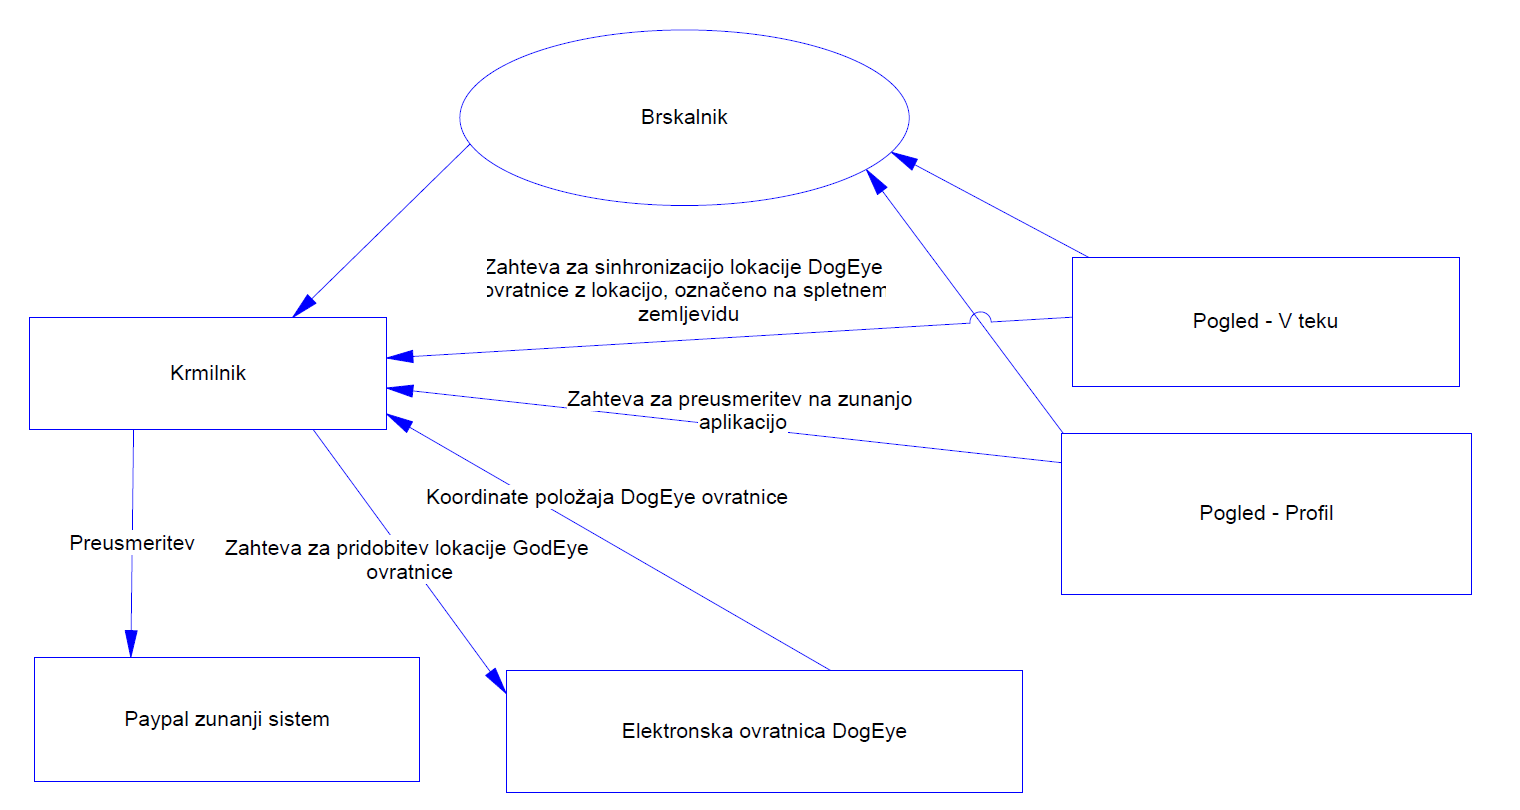 Brskalnik
Zahteva za sinhronizacijo lokacije DogEye
ovratnice z lokacijo, označeno na spletnem
zemljevidu
Pogled - V teku
Krmilnik
Zahteva za preusmeritev na zunanjo
aplikacijo
Koordinate položaja DogEye ovratnice
Pogled - Profil
Preusmeritev
Zahteva za pridobitev lokacije GodEye
ovratnice
Paypal zunanji sistem
Elektronska ovratnica DogEye